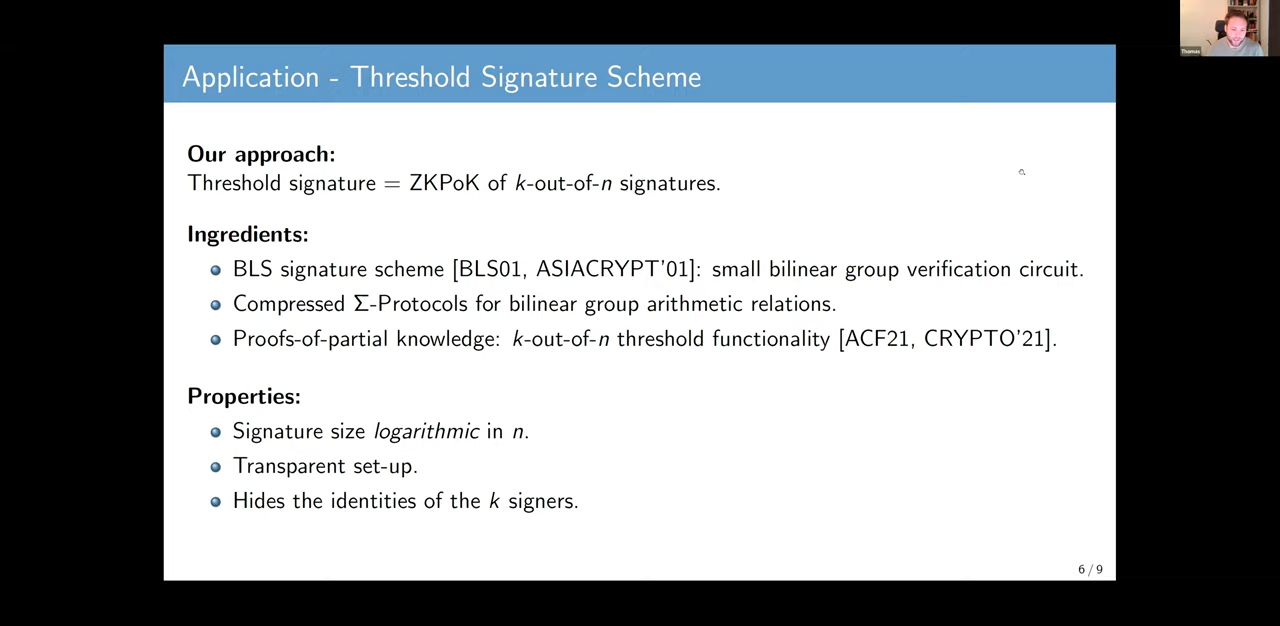 Thomas
Application - Threshold Signature Scheme
Our approach:
Threshold signature = ZKPoK of k-out-of-n signatures.
Ingredients:
BLS signature scheme [BLS01, ASIACRYPT'01]: small bilinear group verification circuit.
Compressed Σ-Protocols for bilinear group arithmetic relations.
Proofs-of-partial knowledge: k-out-of-n threshold functionality [ACF21, CRYPTO'21].
Properties:
Signature size logarithmic in n.
Transparent set-up.
Hides the identities of the k signers.
6 / 9